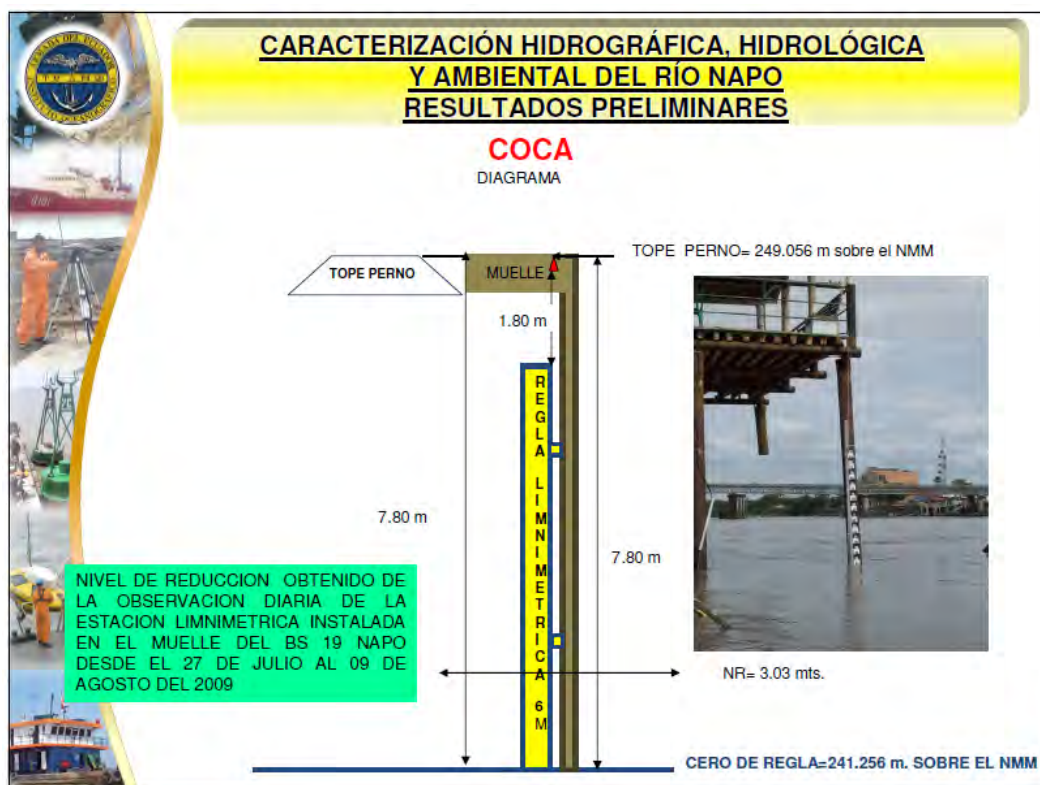 CARACTERIZACIÓN HIDROGRÁFICA, HIDROLÓGICA
Y AMBIENTAL DEL RÍO NAPO
RESULTADOS PRELIMINARES
COCA
DIAGRAMA
TOPE PERNO
MUELLE
TOPE PERNO= 249.056 m sobre el NMM
1.80 m
REGLA LIMNIMETRICA 6 M
7.80 m
7.80 m
NIVEL DE REDUCCION OBTENIDO DE
LA OBSERVACION DIARIA DE LA
ESTACION LIMNIMETRICA INSTALADA
EN EL MUELLE DEL BS 19 NAPO
DESDE EL 27 DE JULIO AL 09 DE
AGOSTO DEL 2009
NR= 3.03 mts.
CERO DE REGLA=241.256 m. SOBRE EL NMM